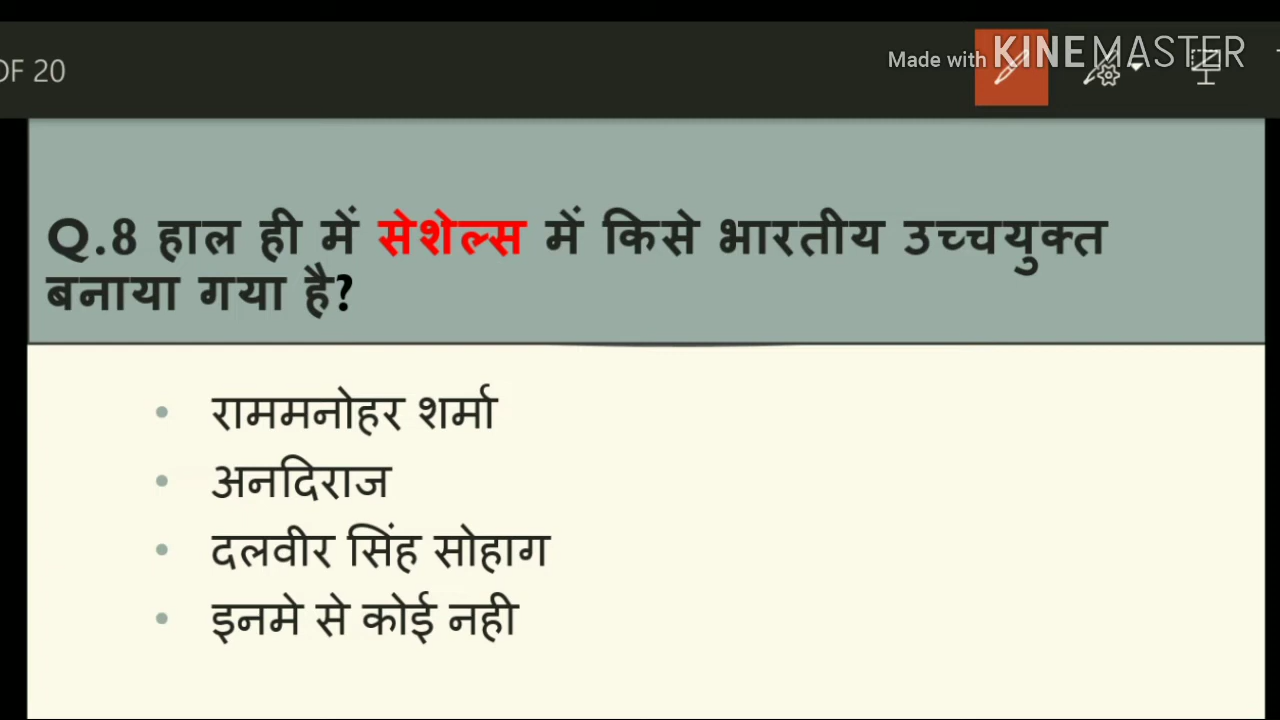 Made with KINEMASTER
OF 20
Q.8 हाल ही में सेशेल्स में किसे भारतीय उच्चयुक्त
बनाया गया है?
• राममनोहर शर्मा
• अनदिराज
• दलवीर सिंह सोहाग
• इनमे से कोई नही